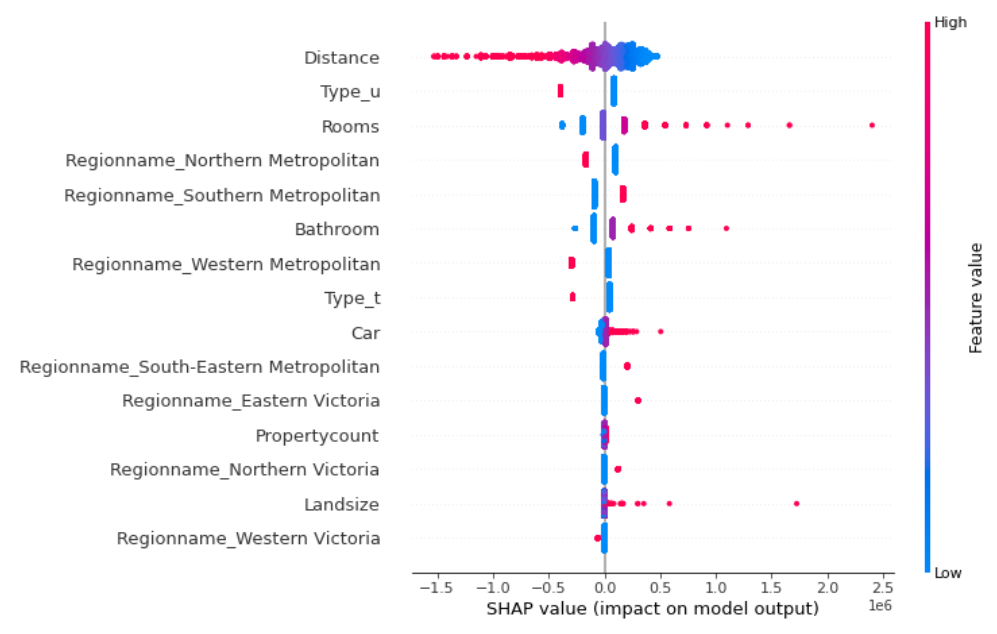 High
Distance
Type_u
Rooms
Regionname_Northern Metropolitan
Regionname_Southern Metropolitan
Bathroom
Regionname_Western Metropolitan
Type_t
Car
Regionname_South-Eastern Metropolitan
Regionname_Eastern Victoria
Propertycount
Regionname_Northern Victoria
Landsize
Regionname_Western Victoria
Feature value
Low
−1.5 −1.0 −0.5 0.0 0.5 1.0 1.5 2.0 2.5
SHAP value (impact on model output)
1e6